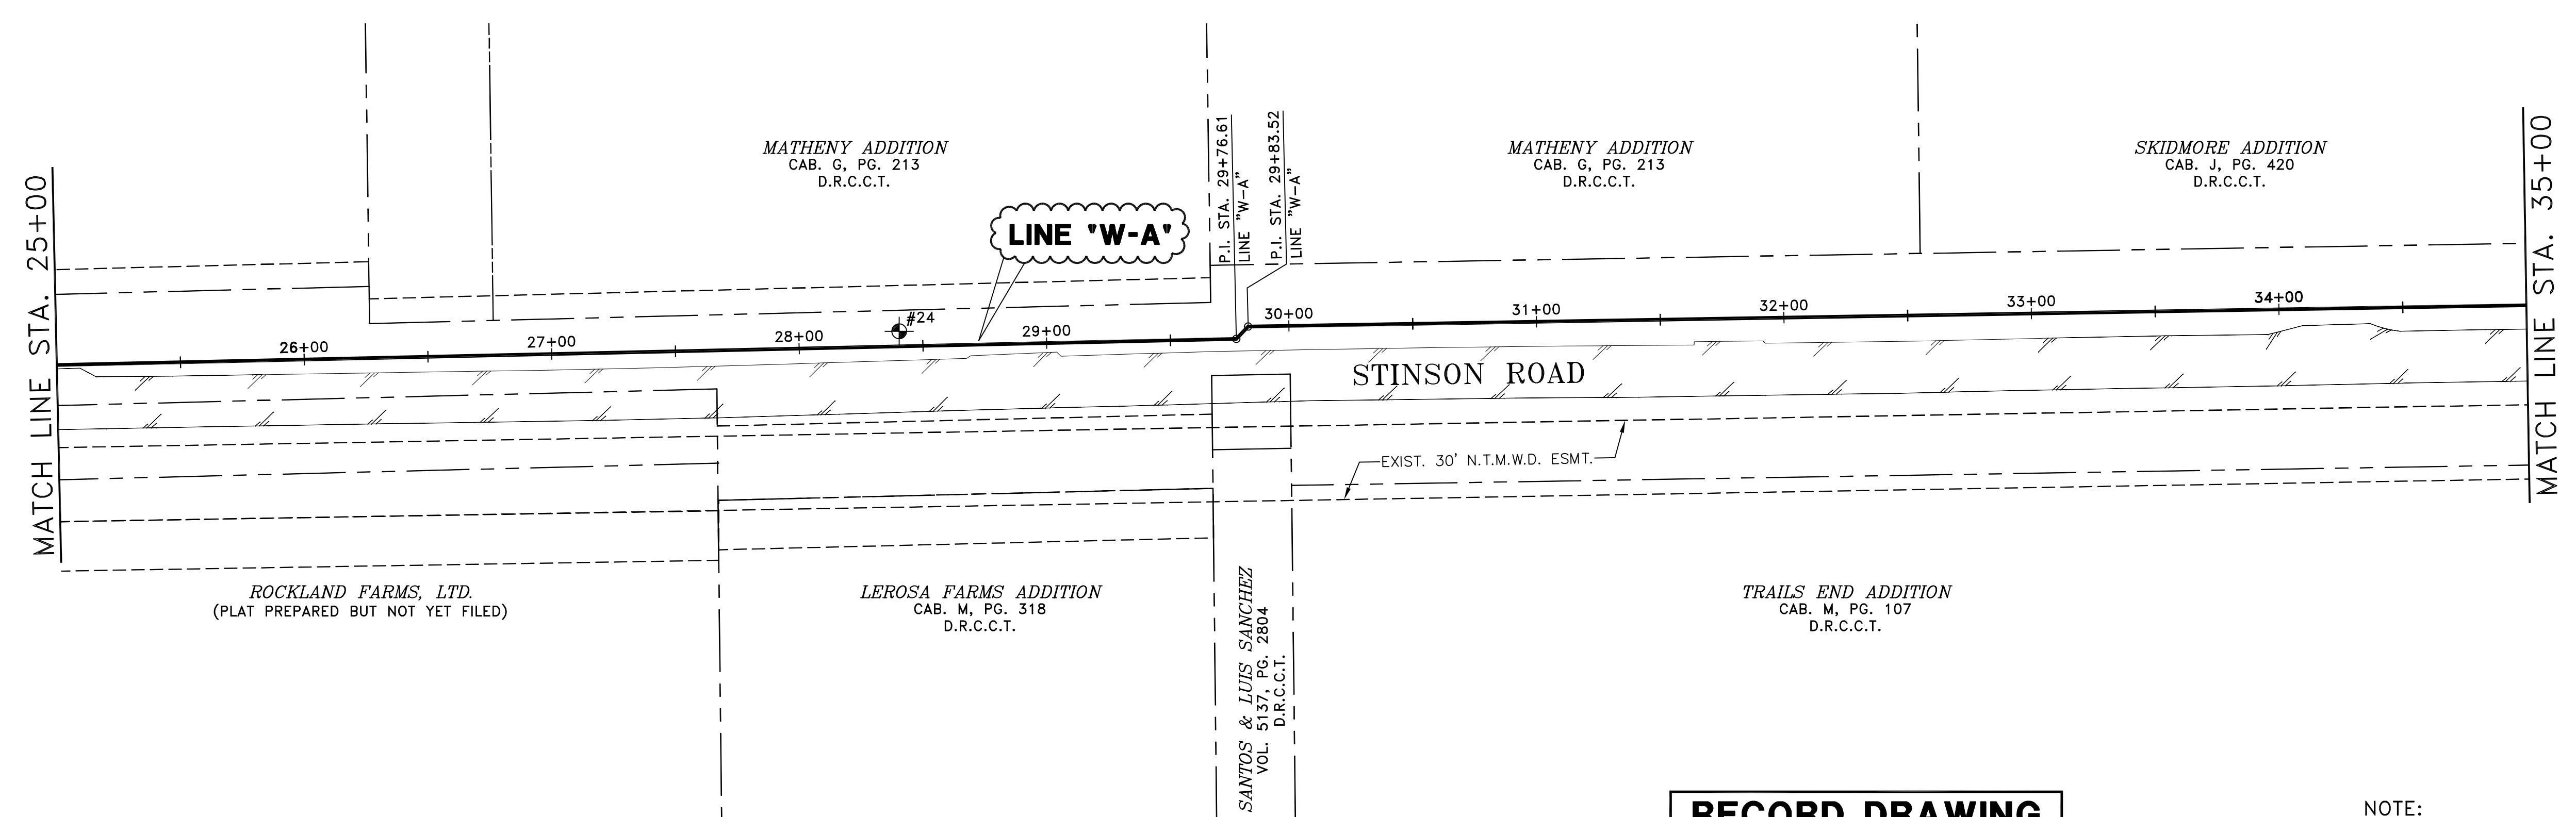 MATCH LINE STA. 25+00
MATHENY ADDITION
CAB. G, PG. 213
D.R.C.C.T.
LINE "W-A"
P.I. STA. 29+76.61
LINE "W-A"
P.I. STA. 29+83.52
LINE "W-A"
MATHENY ADDITION
CAB. G, PG. 213
D.R.C.C.T.
SKIDMORE ADDITION
CAB. J, PG. 420
D.R.C.C.T.
MATCH LINE STA. 35+00
26+00
27+00
28+00
#24
29+00
30+00
31+00
32+00
33+00
34+00
STINSON ROAD
EXIST. 30' N.T.M.W.D. ESMT.
ROCKLAND FARMS, LTD.
(PLAT PREPARED BUT NOT YET FILED)
LEROSA FARMS ADDITION
CAB. M, PG. 318
D.R.C.C.T.
SANTOS & LUIS SANCHEZ
VOL. 5137, PG. 2804
D.R.C.C.T.
TRAILS END ADDITION
CAB. M, PG. 107
D.R.C.C.T.
RECORD DRAWING
NOTE: